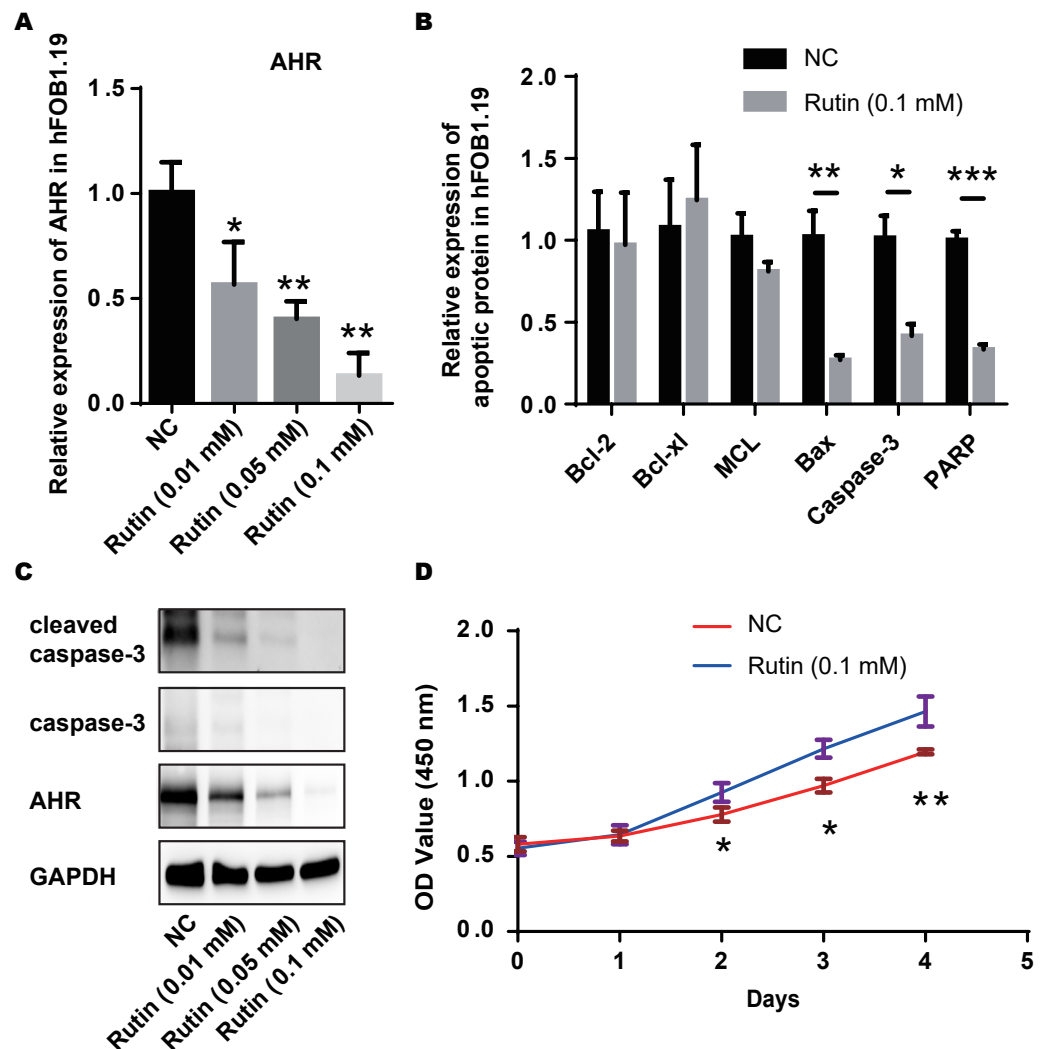 A
AHR
Relative expression of AHR in hFOB1.19
1.5
1.0
0.5
0.0
*
**
**
NC
Rutin (0.01 mM)
Rutin (0.05 mM)
Rutin (0.1 mM)
B
NC
Rutin (0.1 mM)
Relative expression of
apoptic protein in hFOB1.19
2.0
1.5
1.0
0.5
0.0
**
*
***
Bcl-2
Bcl-xl
MCL
Bax
Caspase-3
PARP
C
cleaved
caspase-3
caspase-3
AHR
GAPDH
NC
Rutin (0.01 mM)
Rutin (0.05 mM)
Rutin (0.1 mM)
D
NC
Rutin (0.1 mM)
OD Value (450 nm)
2.0
1.5
1.0
0.5
0.0
*
*
**
0 1 2 3 4 5
Days